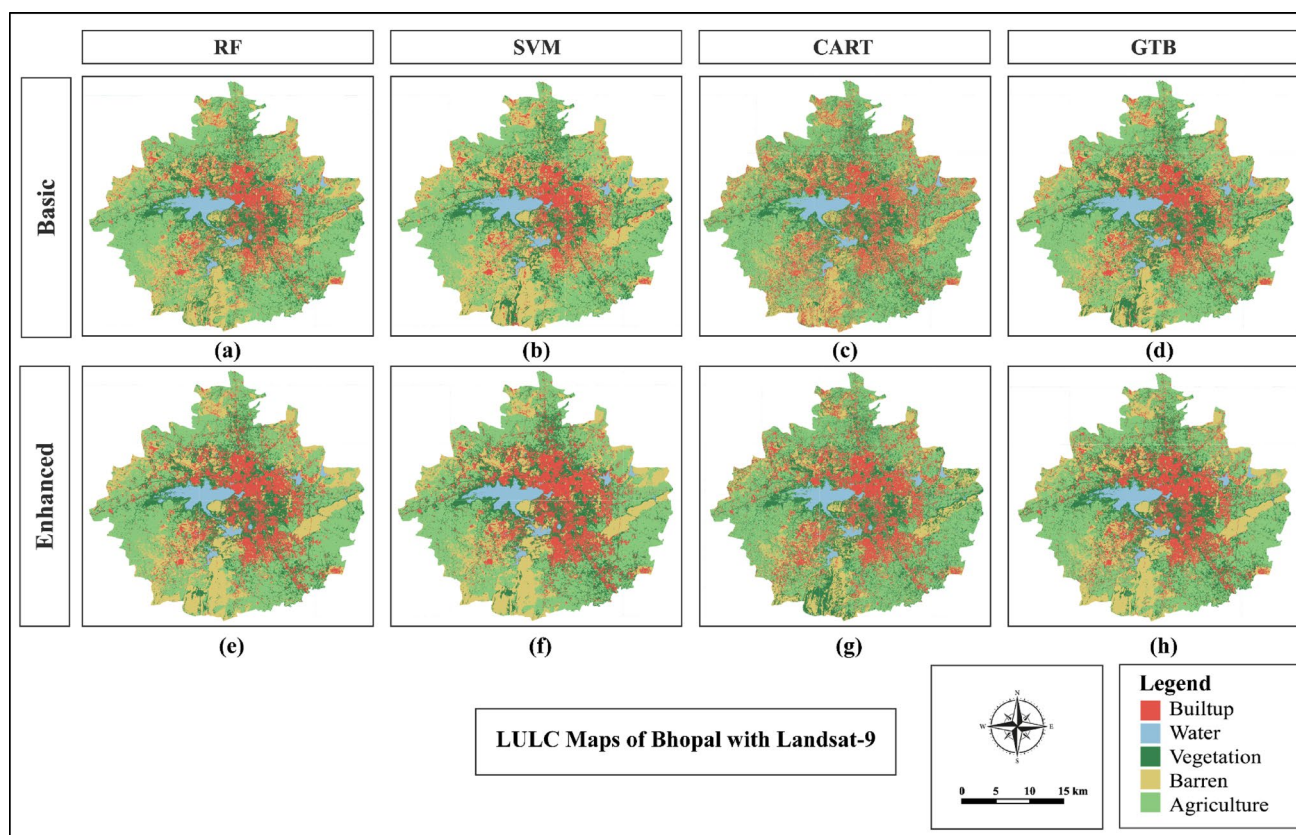 RF
SVM
CART
GTB
Basic
(a)
(b)
(c)
(d)
Enhanced
(e)
(f)
(g)
(h)
LULC Maps of Bhopal with Landsat-9
N
W
E
S
0 5 10 15 km
Legend
Builtup
Water
Vegetation
Barren
Agriculture